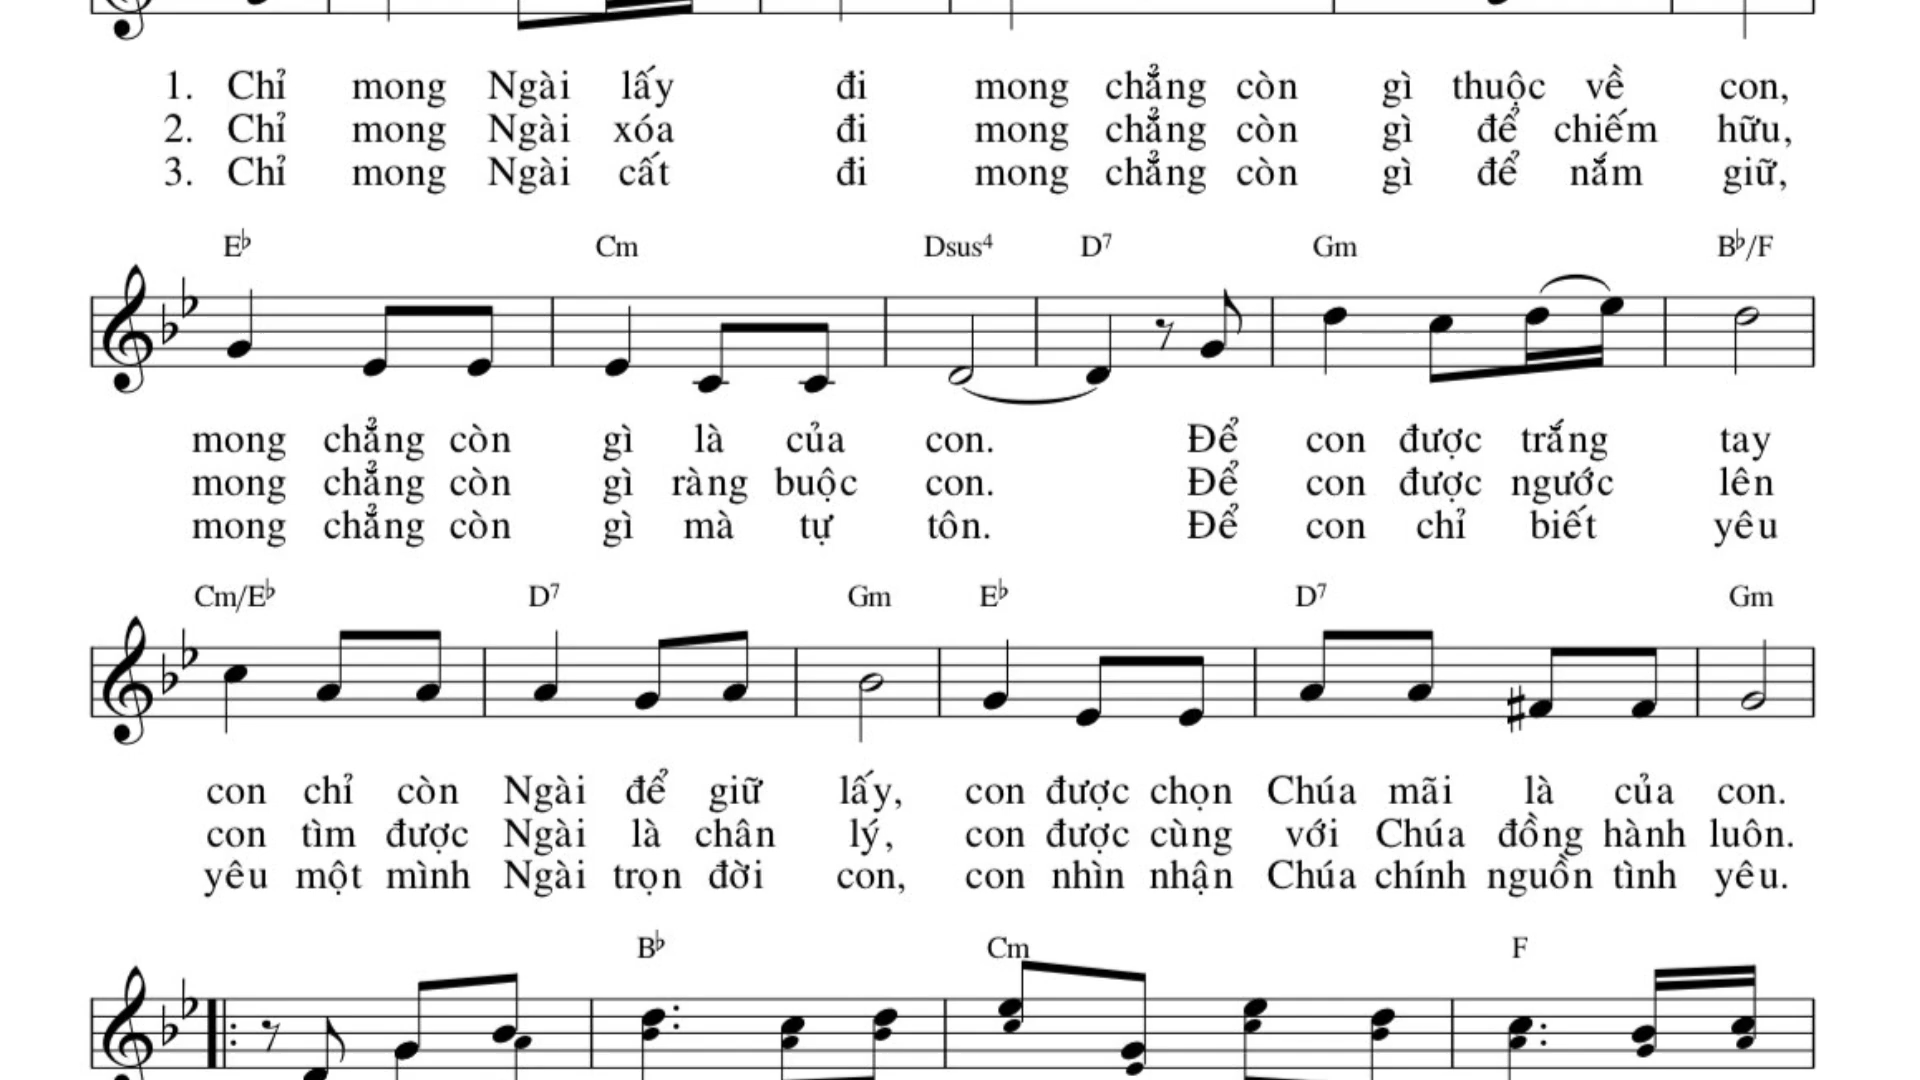 1. Chỉ mong Ngài lấy đi mong chẳng còn gì thuộc về con,
2. Chỉ mong Ngài xóa đi mong chẳng còn gì để chiếm hữu,
3. Chỉ mong Ngài cất đi mong chẳng còn gì để nắm giữ,
E♭ Cm Dsus4 D7 Gm B♭/F
mong chẳng còn gì là của con. Để con được trắng tay
mong chẳng còn gì ràng buộc con. Để con được ngước lên
mong chẳng còn gì mà tự tôn. Để con chỉ biết yêu
Cm/E♭ D7 Gm E♭ D7 Gm
con chỉ còn Ngài để giữ lấy, con được chọn Chúa mãi là của con.
con tìm được Ngài là chân lý, con được cùng với Chúa đồng hành luôn.
yêu một mình Ngài trọn đời con, con nhìn nhận Chúa chính nguồn tình yêu.
B♭ Cm F